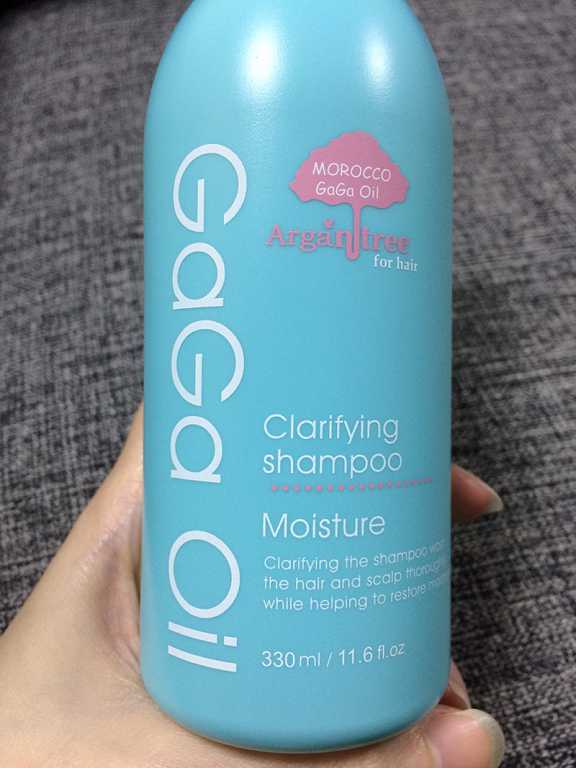 GaGa Oil
MOROCCO
GaGa Oil
Argantree
for hair
Clarifying
shampoo
Moisture
Clarifying the shampoo
the hair and scalp
while helping to restore
330ml / 11.6 fl.oz